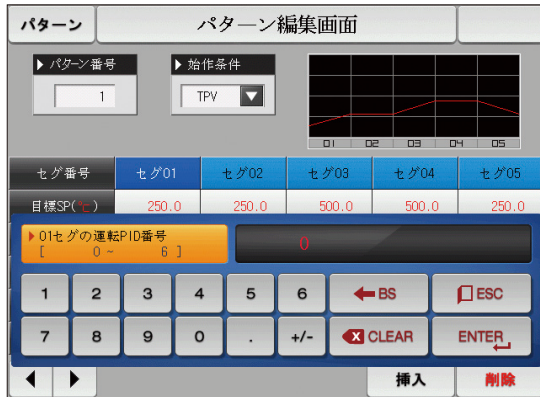 パターン
パターン編集画面
▶ パターン番号
▶ 始作条件
1
TPV
01 02 03 04 05
セグ番号 セグ01 セグ02 セグ03 セグ04 セグ05
目標SP(℃) 250.0 250.0 500.0 500.0 250.0
▶ 01セグの運転PID番号
[ 0 ~ 6 ]
0
1 2 3 4 5 6 BS ESC
7 8 9 0 . +/- CLEAR ENTER
挿入 削除